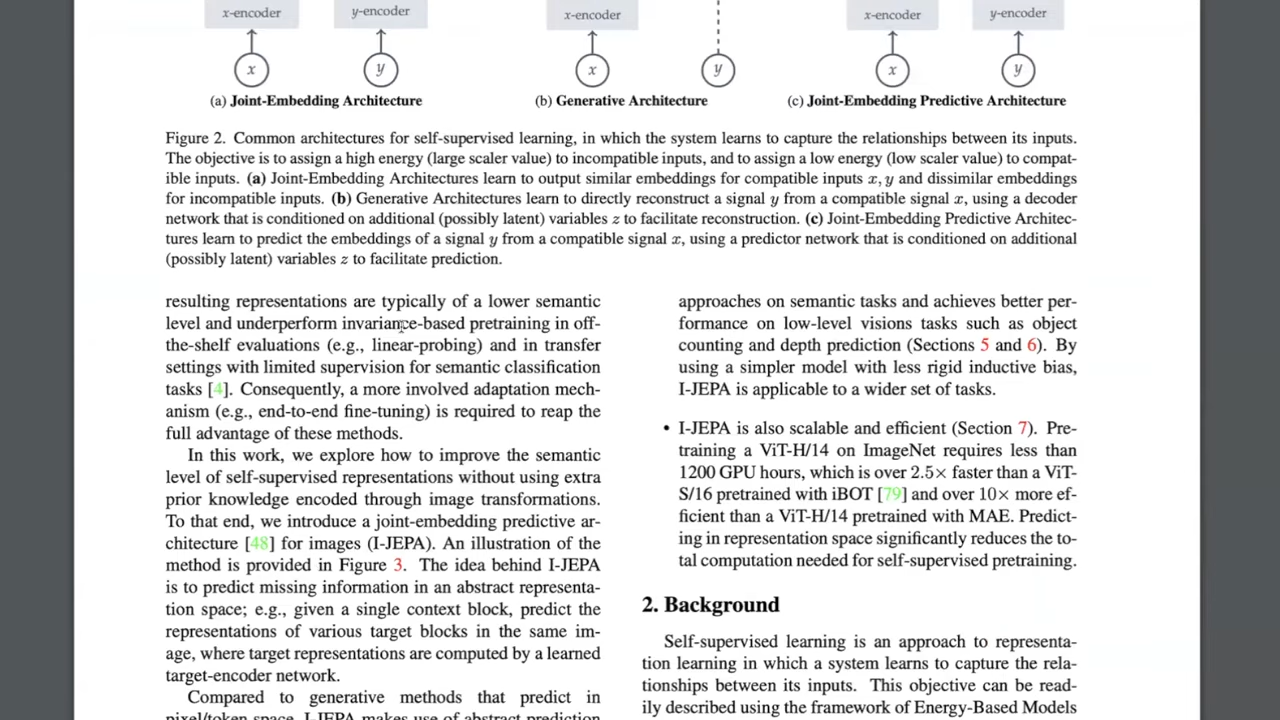 x-encoder
y-encoder
x-encoder
x-encoder
y-encoder
x
y
x
y
x
y
(a) Joint-Embedding Architecture
(b) Generative Architecture
(c) Joint-Embedding Predictive Architecture
Figure 2. Common architectures for self-supervised learning, in which the system learns to capture the relationships between its inputs.
The objective is to assign a high energy (large scaler value) to incompatible inputs, and to assign a low energy (low scaler value) to compat-
ible inputs. (a) Joint-Embedding Architectures learn to output similar embeddings for compatible inputs x, y and dissimilar embeddings
for incompatible inputs. (b) Generative Architectures learn to directly reconstruct a signal y from a compatible signal x, using a decoder
network that is conditioned on additional (possibly latent) variables z to facilitate reconstruction. (c) Joint-Embedding Predictive Architec-
tures learn to predict the embeddings of a signal y from a compatible signal x, using a predictor network that is conditioned on additional
(possibly latent) variables z to facilitate prediction.
resulting representations are typically of a lower semantic
level and underperform invariance-based pretraining in off-
the-shelf evaluations (e.g., linear-probing) and in transfer
settings with limited supervision for semantic classification
tasks [4]. Consequently, a more involved adaptation mech-
anism (e.g., end-to-end fine-tuning) is required to reap the
full advantage of these methods.
In this work, we explore how to improve the semantic
level of self-supervised representations without using extra
prior knowledge encoded through image transformations.
To that end, we introduce a joint-embedding predictive ar-
chitecture [48] for images (I-JEPA). An illustration of the
method is provided in Figure 3. The idea behind I-JEPA
is to predict missing information in an abstract representa-
tion space; e.g., given a single context block, predict the
representations of various target blocks in the same im-
age, where target representations are computed by a learned
target-encoder network.
Compared to generative methods that predict in
pixel/token space, I-JEPA makes use of abstract prediction
approaches on semantic tasks and achieves better per-
formance on low-level visions tasks such as object
counting and depth prediction (Sections 5 and 6). By
using a simpler model with less rigid inductive bias,
I-JEPA is applicable to a wider set of tasks.
• I-JEPA is also scalable and efficient (Section 7). Pre-
training a ViT-H/14 on ImageNet requires less than
1200 GPU hours, which is over 2.5× faster than a ViT-
S/16 pretrained with iBOT [79] and over 10× more ef-
ficient than a ViT-H/14 pretrained with MAE. Predict-
ing in representation space significantly reduces the to-
tal computation needed for self-supervised pretraining.
2. Background
Self-supervised learning is an approach to representa-
tion learning in which a system learns to capture the rela-
tionships between its inputs. This objective can be read-
ily described using the framework of Energy-Based Models